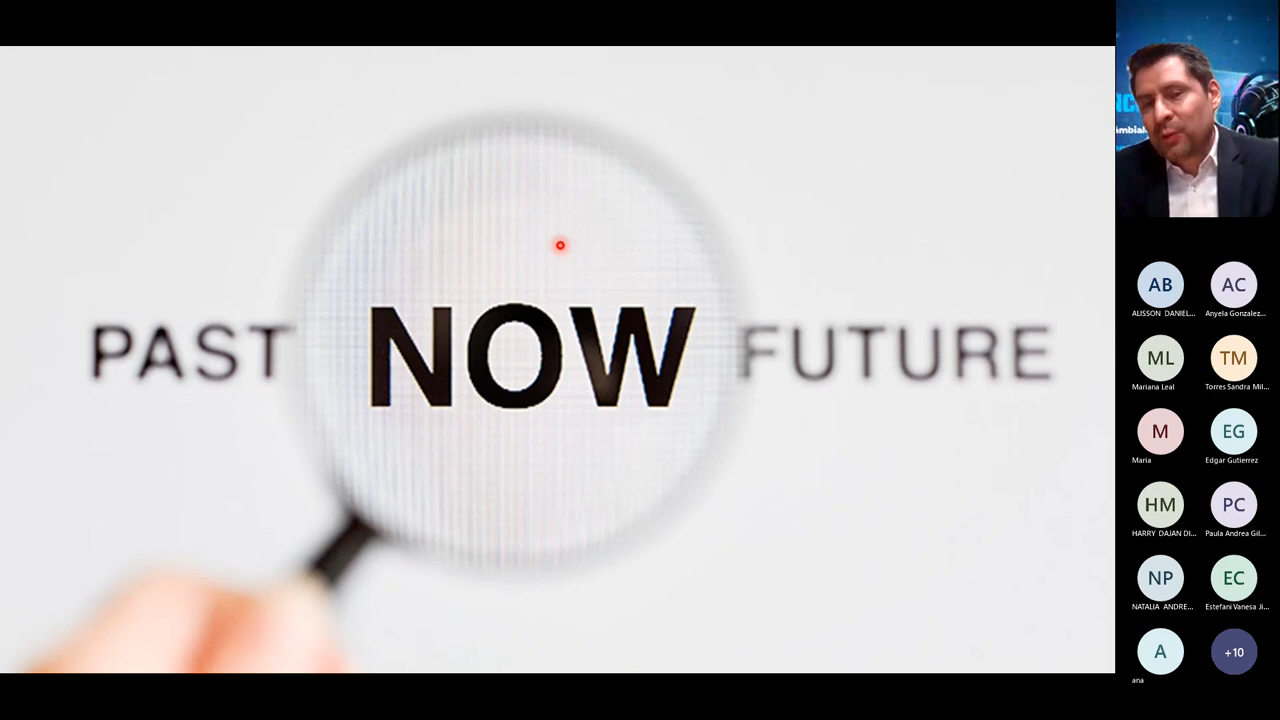 PAST NOW FUTURE
AB AC
ALISSON DANIEL... Anyela Gonzalez...
ML TM
Mariana Leal Torres Sandra Mil...
M EG
Maria Edgar Gutierrez
HM PC
HARRY DAJAN DI... Paula Andrea Gil...
NP EC
NATALIA ANDRE... Estefani Vanesa Ji...
A +10
ana